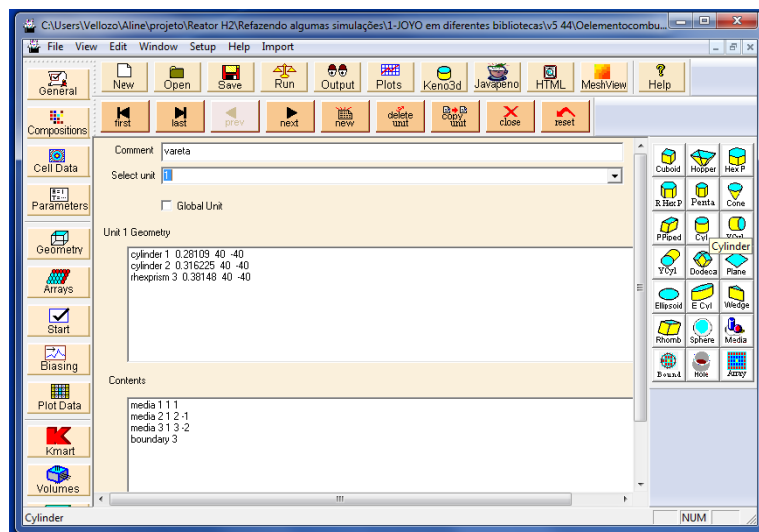 C:\Users\Vellozo\Aline\projeto\Reator H2\Refazendo algumas simulações\1-JOYO em diferentes bibliotecas\v5 44\Oelementocombu...
File View Edit Window Setup Help Import
General New Open Save Run Output Plots Keno3d Javapeno HTML MeshView Help
Compositions first last prev next new delete unit copy unit close reset
Cell Data
Parameters
Geometry
Arrays
Start
Biasing
Plot Data
Kmart
Volumes
Comment vareta
Select unit 1
Global Unit
Unit 1 Geometry
cylinder 1 0.28109 40 -40
cylinder 2 0.316225 40 -40
rhexprism 3 0.38148 40 -40
Contents
media 1 1 1
media 2 1 2 -1
media 3 1 3 -2
boundary 3
Cuboid Hopper Hex P
R Hex P Penta Cone
PPiped Cyl
Cylinder
YCyl Dodeca Plane
Ellipsoid E Cyl Wedge
Rhomb Sphere Media
Bound Hole Array
Cylinder NUM